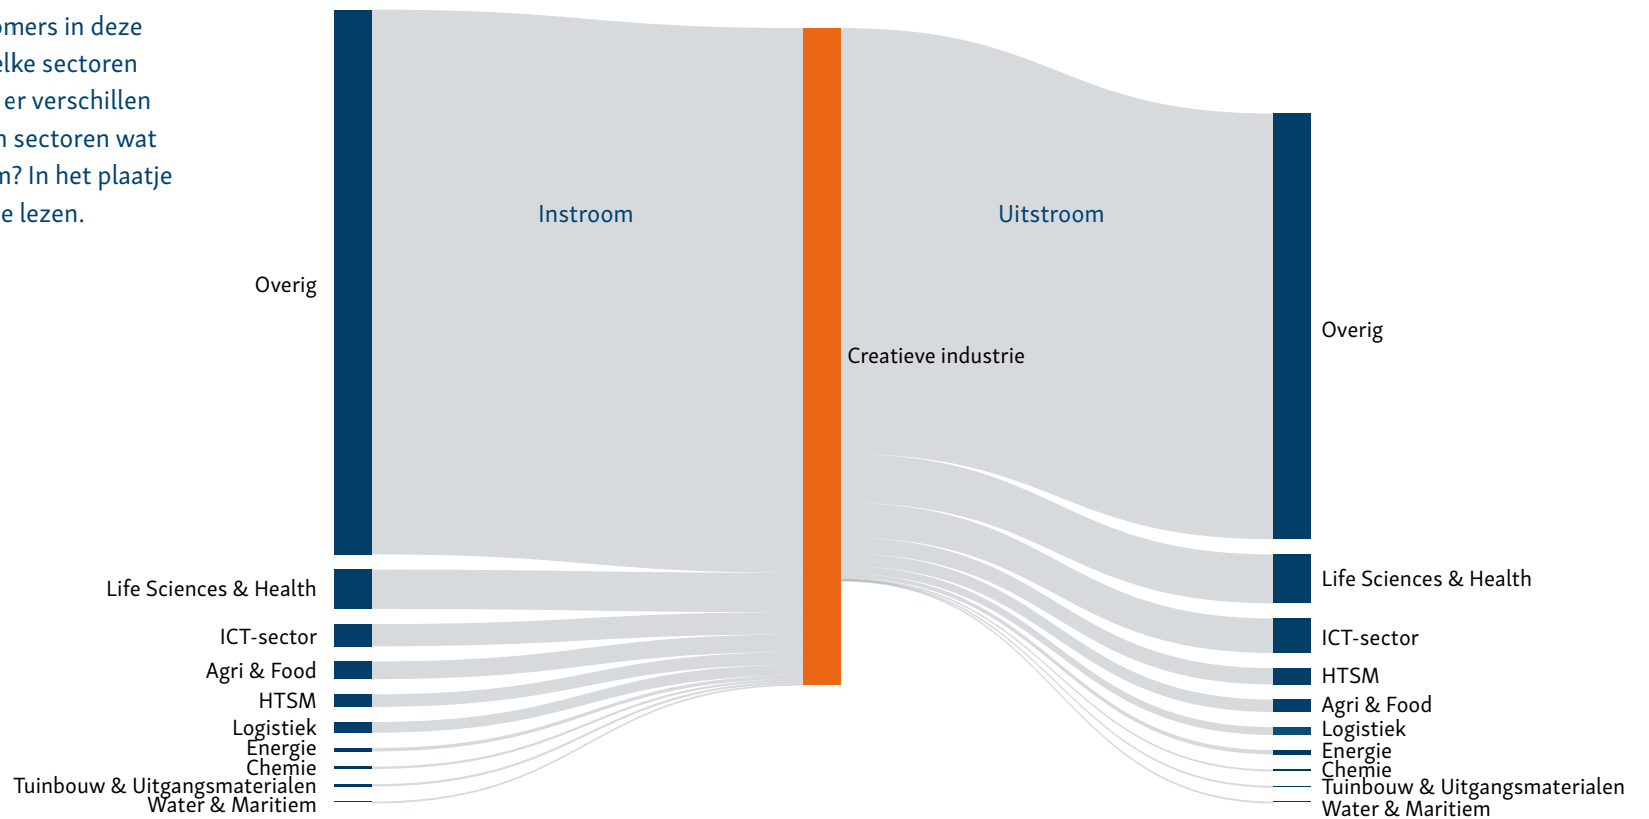 in deze
sectoren
er verschillen
sectoren wat
In het plaatje
lezen.
Instroom
Uitstroom
Overig
Creatieve industrie
Overig
Life Sciences & Health
ICT-sector
Agri & Food
HTSM
Logistiek
Energie
Chemie
Tuinbouw & Uitgangsmaterialen
Water & Maritiem
Life Sciences & Health
ICT-sector
HTSM
Agri & Food
Logistiek
Energie
Chemie
Tuinbouw & Uitgangsmaterialen
Water & Maritiem